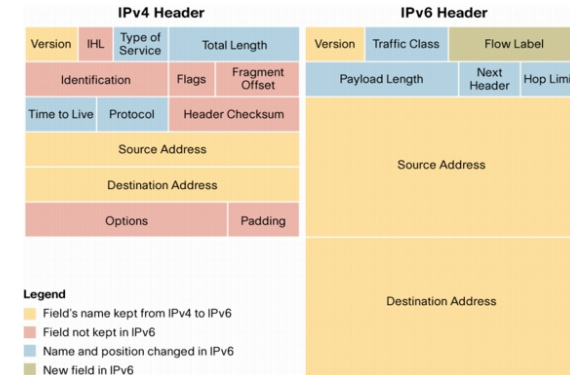 IPv4 Header
Version IHL Type of Service Total Length
Identification Flags Fragment Offset
Time to Live Protocol Header Checksum
Source Address
Destination Address
Options Padding
IPv6 Header
Version Traffic Class Flow Label
Payload Length Next Header Hop Limi
Source Address
Destination Address
Legend
Field's name kept from IPv4 to IPv6
Field not kept in IPv6
Name and position changed in IPv6
New field in IPv6